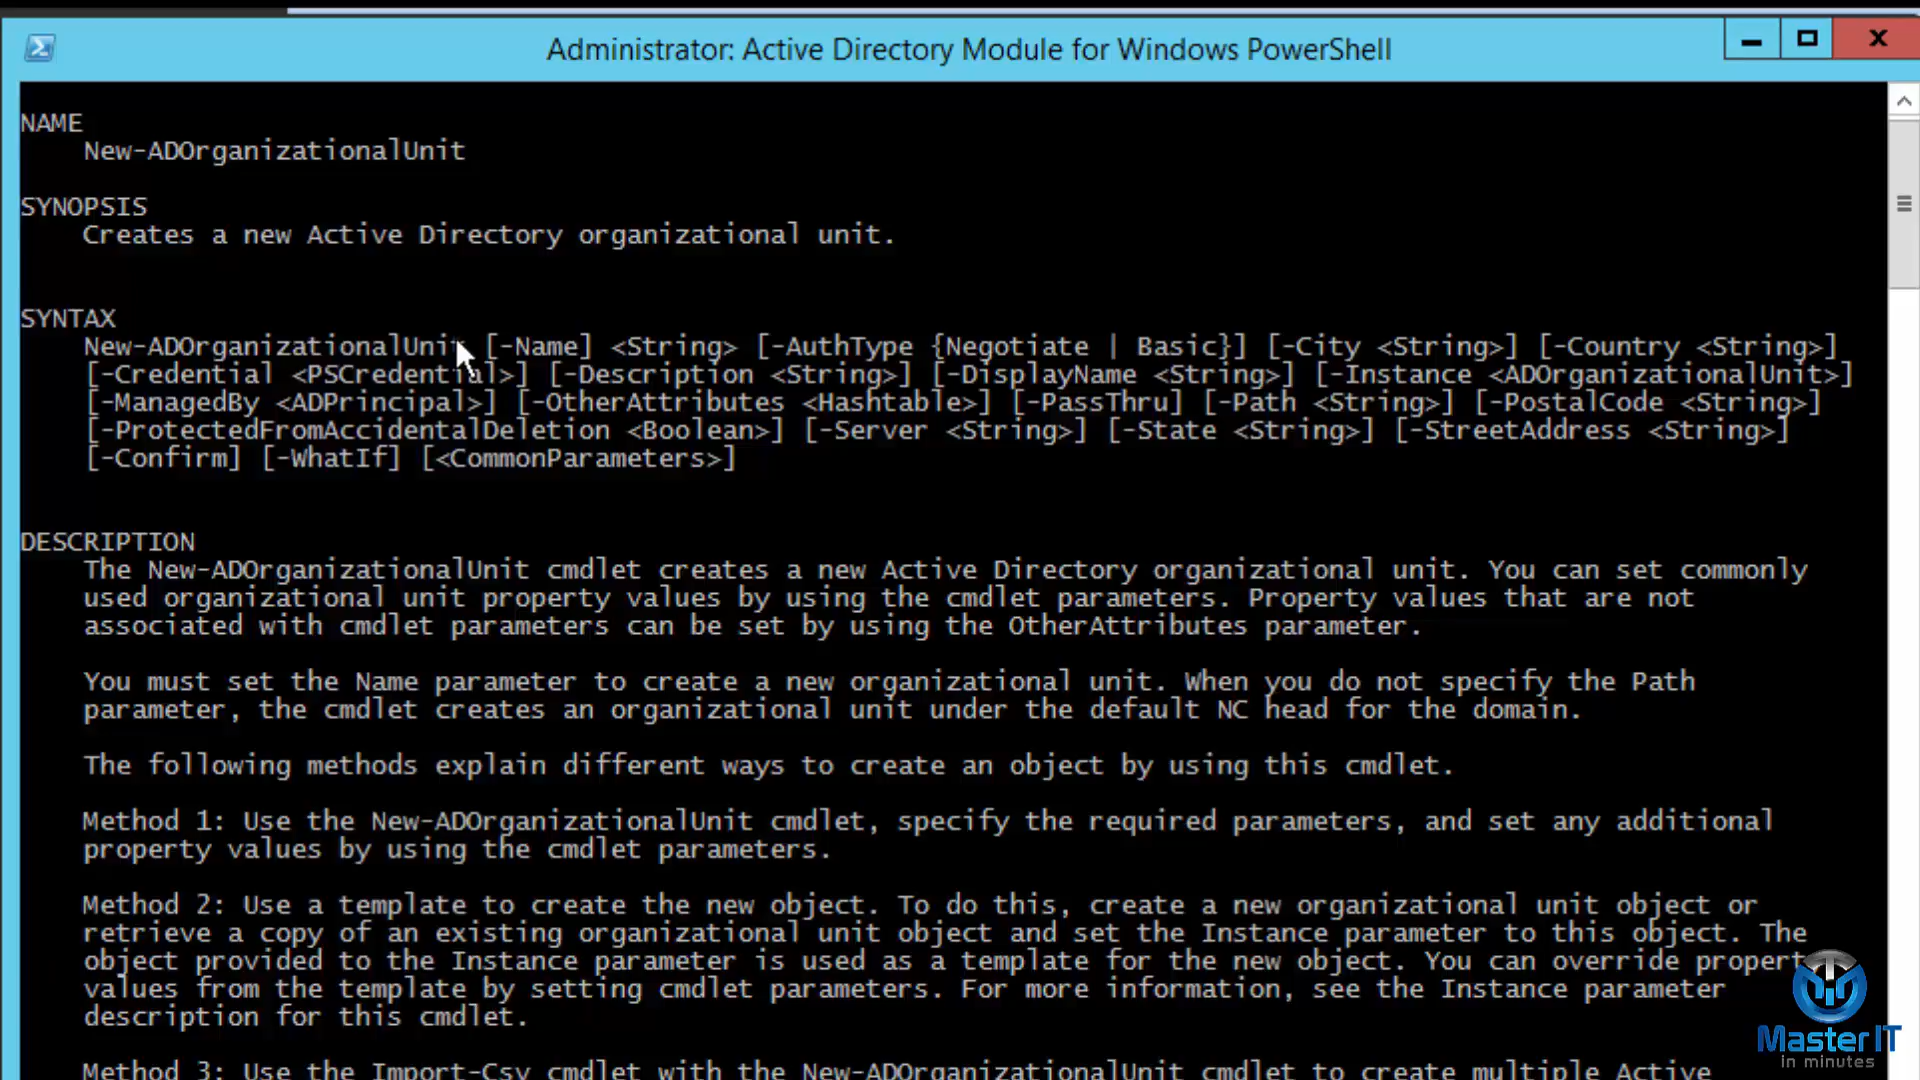 Administrator: Active Directory Module for Windows PowerShell
NAME
New-ADOrganizationalUnit
SYNOPSIS
Creates a new Active Directory organizational unit.
SYNTAX
New-ADOrganizationalUnit [-Name] <String> [-AuthType {Negotiate | Basic}] [-City <String>] [-Country <String>]
[-Credential <PSCredential>] [-Description <String>] [-DisplayName <String>] [-Instance <ADOrganizationalUnit>]
[-ManagedBy <ADPrincipal>] [-OtherAttributes <Hashtable>] [-PassThru] [-Path <String>] [-PostalCode <String>]
[-ProtectedFromAccidentalDeletion <Boolean>] [-Server <String>] [-State <String>] [-StreetAddress <String>]
[-Confirm] [-WhatIf] [<CommonParameters>]
DESCRIPTION
The New-ADOrganizationalUnit cmdlet creates a new Active Directory organizational unit. You can set commonly
used organizational unit property values by using the cmdlet parameters. Property values that are not
associated with cmdlet parameters can be set by using the OtherAttributes parameter.
You must set the Name parameter to create a new organizational unit. When you do not specify the Path
parameter, the cmdlet creates an organizational unit under the default NC head for the domain.
The following methods explain different ways to create an object by using this cmdlet.
Method 1: Use the New-ADOrganizationalUnit cmdlet, specify the required parameters, and set any additional
property values by using the cmdlet parameters.
Method 2: Use a template to create the new object. To do this, create a new organizational unit object or
retrieve a copy of an existing organizational unit object and set the Instance parameter to this object. The
object provided to the Instance parameter is used as a template for the new object. You can override propert
values from the template by setting cmdlet parameters. For more information, see the Instance parameter
description for this cmdlet.
Method 3: Use the Import-Csv cmdlet with the New-ADOrganizationalUnit cmdlet to create multiple Active
Master IT
in minutes